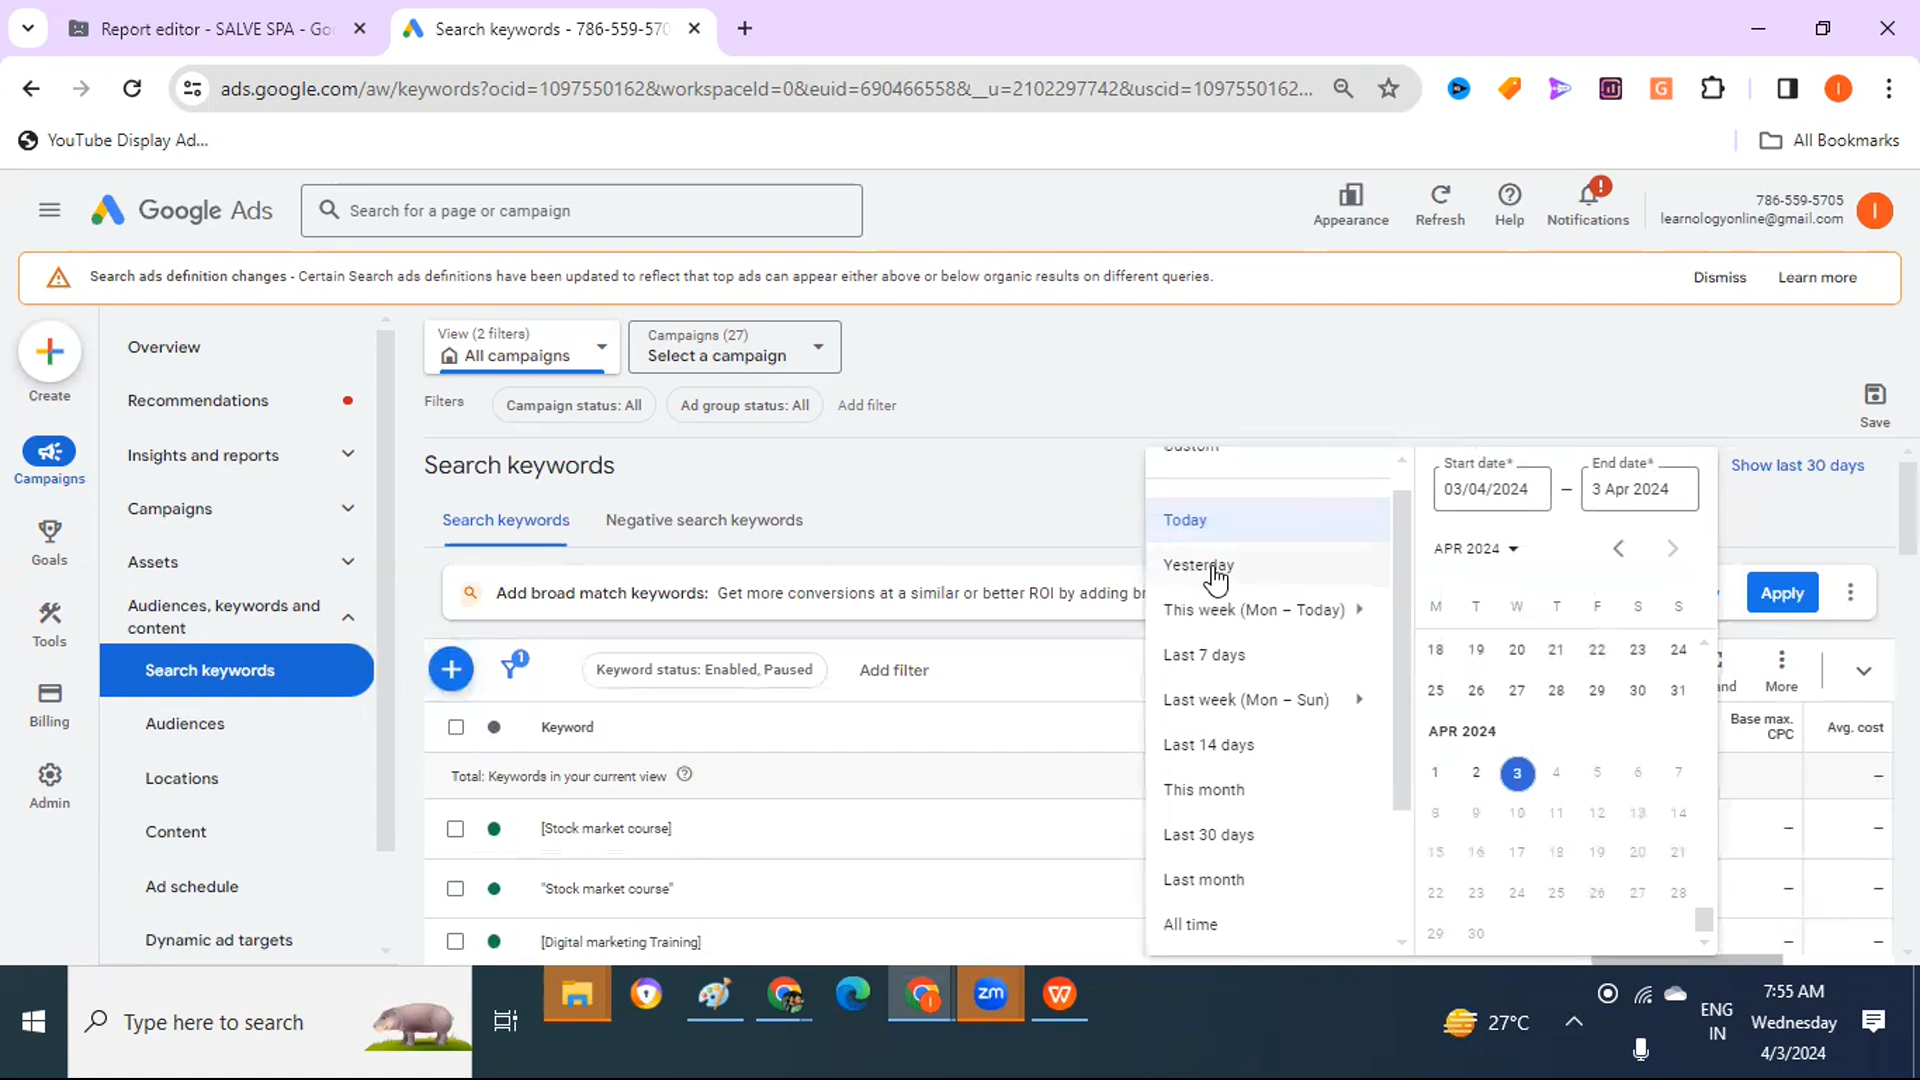 Report editor - SALVE SPA - Go
Search keywords - 786-559-570
ads.google.com/aw/keywords?ocid=1097550162&workspaceId=0&euid=690466558&__u=2102297742&uscid=1097550162...
G
I
YouTube Display Ad...
All Bookmarks
Google Ads
Search for a page or campaign
Appearance
Refresh
Help
Notifications
786-559-5705
learnologyonline@gmail.com
I
Search ads definition changes - Certain Search ads definitions have been updated to reflect that top ads can appear either above or below organic results on different queries.
Dismiss
Learn more
Create
Campaigns
Goals
Tools
Billing
Admin
Overview
Recommendations
Insights and reports
Campaigns
Assets
Audiences, keywords and
content
Search keywords
Audiences
Locations
Content
Ad schedule
Dynamic ad targets
View (2 filters)
All campaigns
Campaigns (27)
Select a campaign
Filters
Campaign status: All
Ad group status: All
Add filter
Save
Search keywords
Show last 30 days
Search keywords
Negative search keywords
Add broad match keywords: Get more conversions at a similar or better ROI by adding br
Apply
1
Keyword status: Enabled, Paused
Add filter
More
Keyword
Base max.
CPC
Avg. cost
Total: Keywords in your current view
–
[Stock market course]
– –
"Stock market course"
– –
[Digital marketing Training]
– –
Custom
Today
Yesterday
This week (Mon – Today)
Last 7 days
Last week (Mon – Sun)
Last 14 days
This month
Last 30 days
Last month
All time
Start date*
03/04/2024
–
End date*
3 Apr 2024
APR 2024
M T W T F S S
18 19 20 21 22 23 24
25 26 27 28 29 30 31
APR 2024
1 2 3 4 5 6 7
8 9 10 11 12 13 14
15 16 17 18 19 20 21
22 23 24 25 26 27 28
29 30
Type here to search
zm
27°C
ENG
IN
7:55 AM
Wednesday
4/3/2024